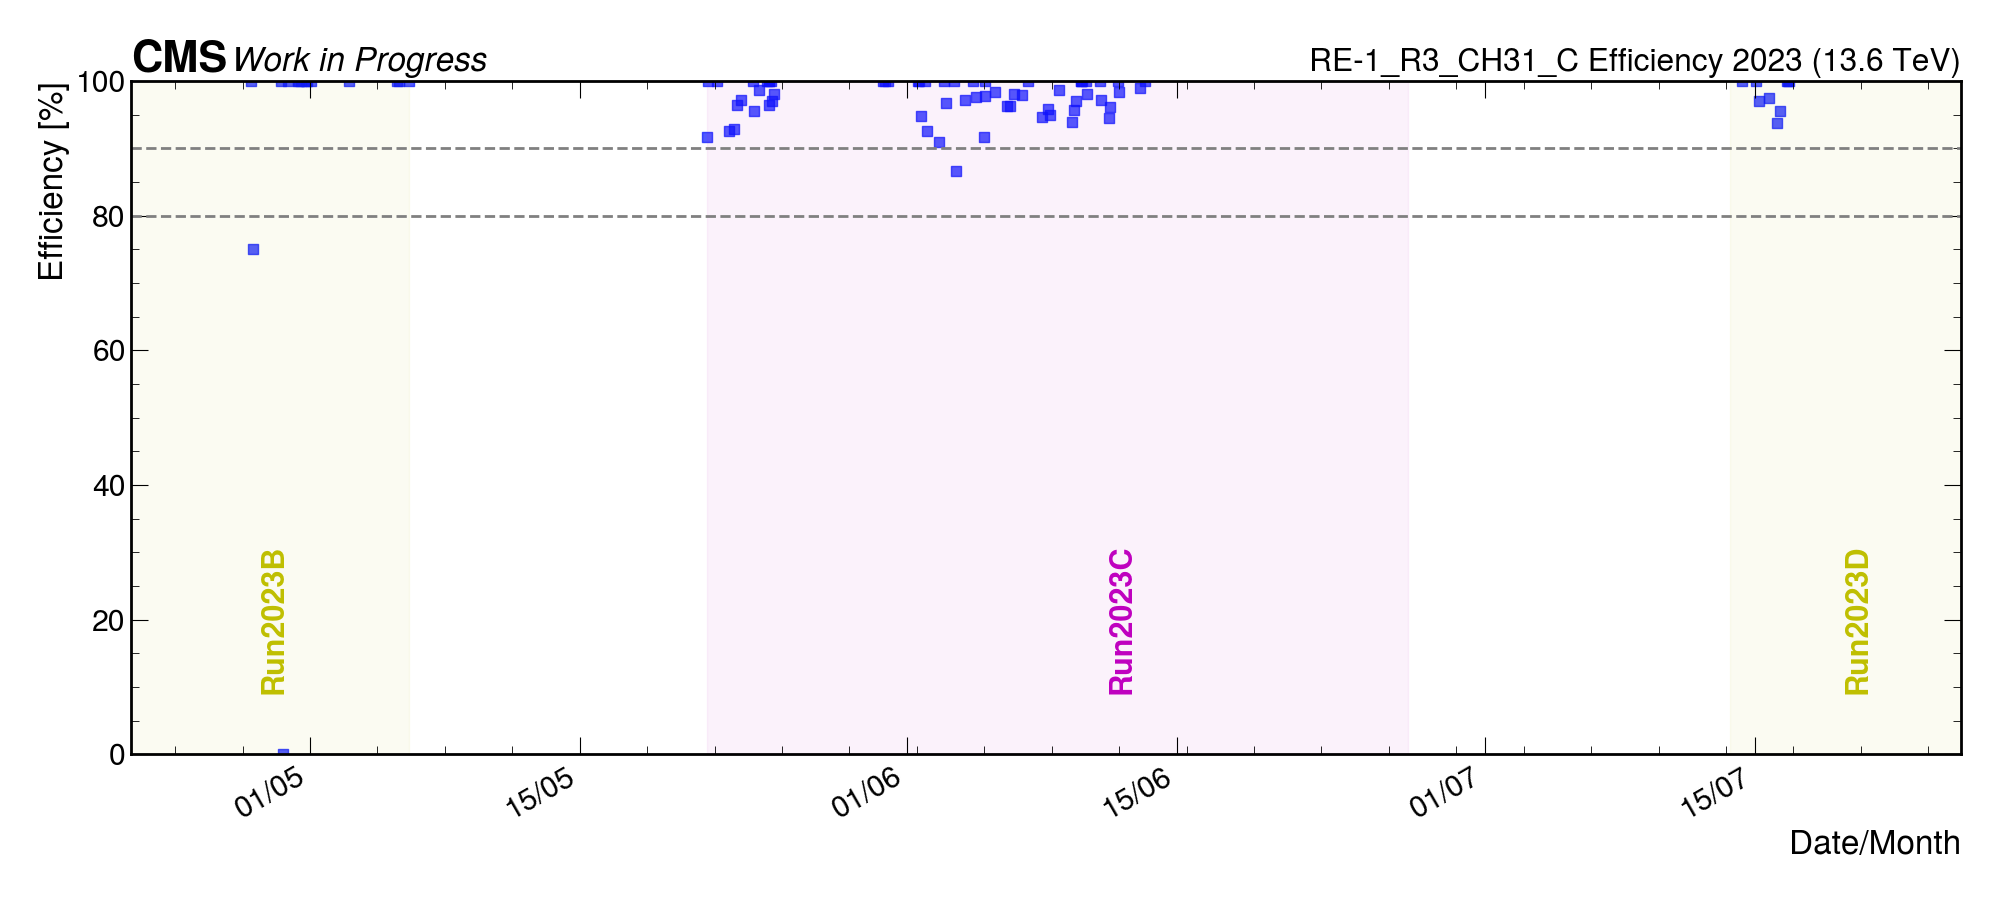 CMS Work in Progress
RE-1_R3_CH31_C Efficiency 2023 (13.6 TeV)
Efficiency [%]
100
80
60
40
20
0
Run2023B
Run2023C
Run2023D
01/05
15/05
01/06
15/06
01/07
15/07
Date/Month